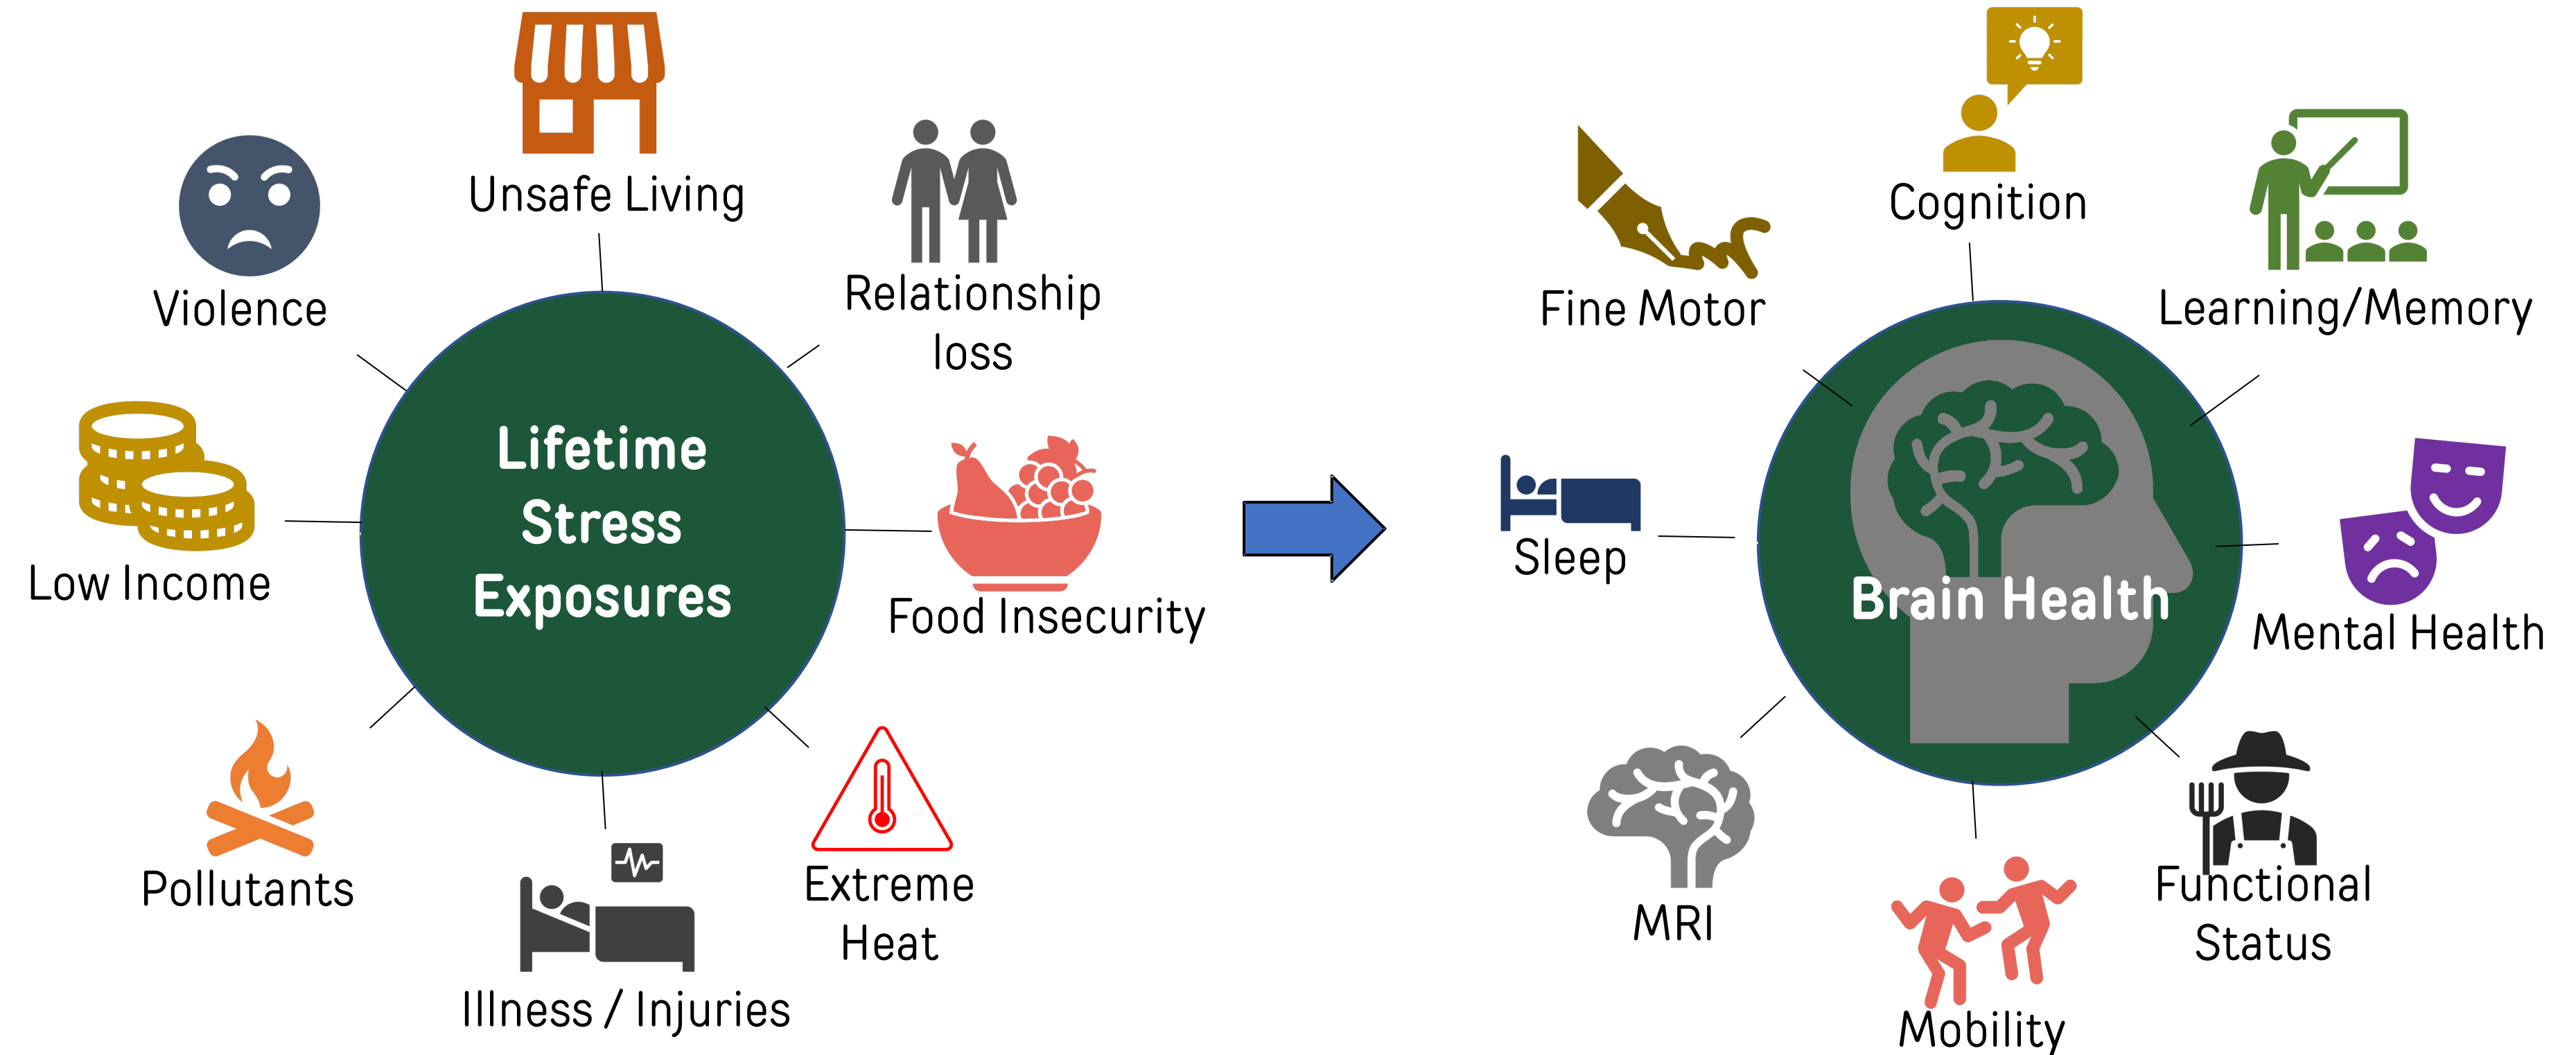 Unsafe Living
Violence
Relationship
loss
Lifetime
Stress
Exposures
Low Income
Food Insecurity
Pollutants
Extreme
Heat
Illness / Injuries
Cognition
Fine Motor
Learning/Memory
Sleep
Brain Health
Mental Health
MRI
Functional
Status
Mobility